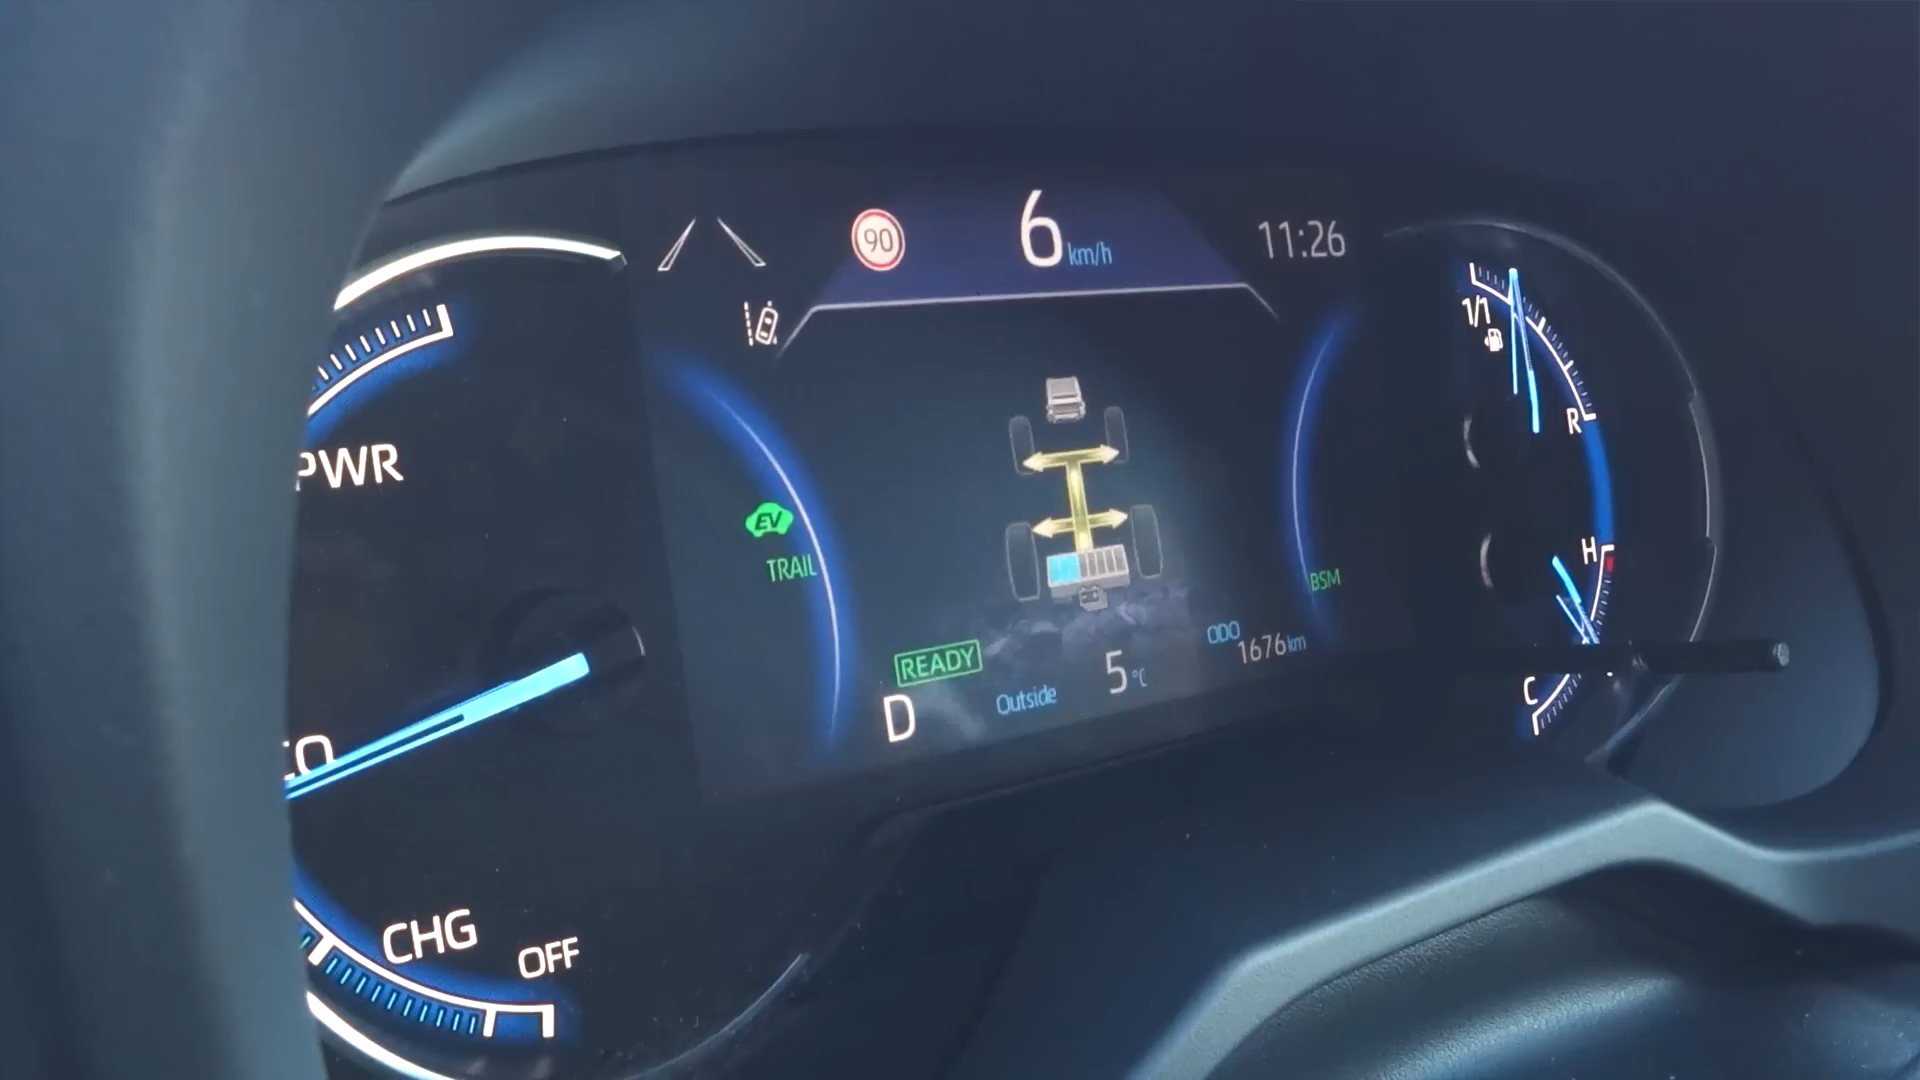 90
6 km/h
11:26
1/1
R
PWR
EV
TRAIL
BSM
H
READY
D
Outside 5 °C
ODO
1676 km
C
CHG
OFF